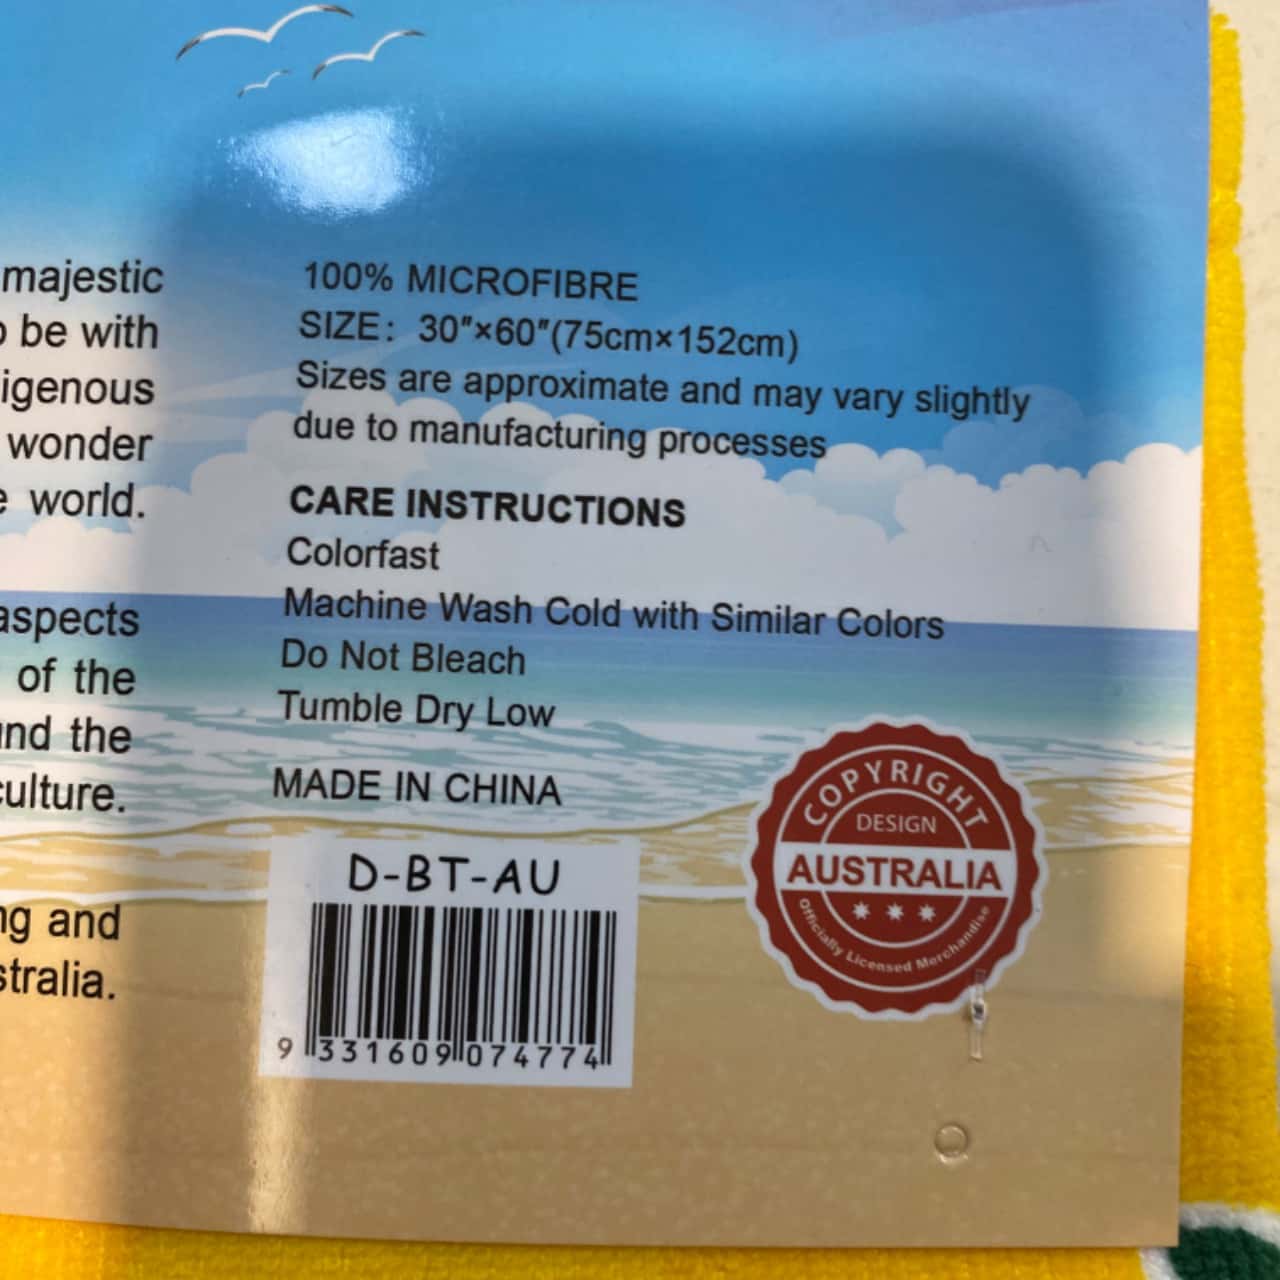 majestic
be with
igenous
wonder
world.
aspects
of the
and the
culture.
ng and
stralia.
100% MICROFIBRE
SIZE: 30"×60"(75cm×152cm)
Sizes are approximate and may vary slightly
due to manufacturing processes
CARE INSTRUCTIONS
Colorfast
Machine Wash Cold with Similar Colors
Do Not Bleach
Tumble Dry Low
MADE IN CHINA
D-BT-AU
9 331609 074774
COPYRIGHT
DESIGN
AUSTRALIA
Officially Licensed Merchandise